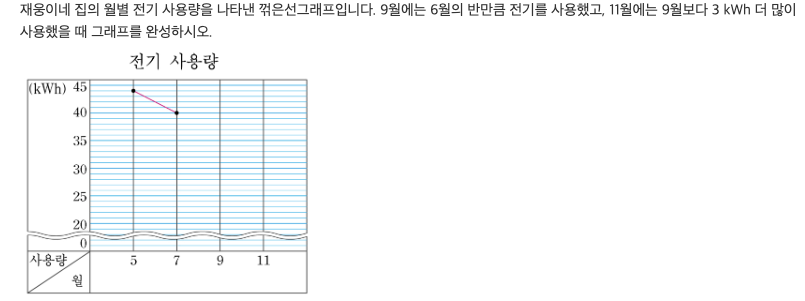 재웅이네 집의 월별 전기 사용량을 나타낸 꺾은선그래프입니다. 9월에는 6월의 반만큼 전기를 사용했고, 11월에는 9월보다 3 kWh 더 많이
사용했을 때 그래프를 완성하시오.
전기 사용량
(kWh) 45
40
35
30
25
20
0
사용량
월
5 7 9 11